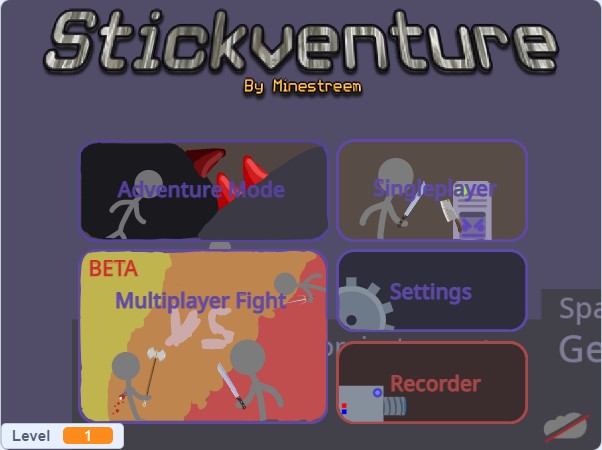 Stickventure
By Minestreem
Adventure Mode
Singleplayer
BETA
Multiplayer Fight
VS
Settings
Recorder
Spa
Ge
Level 1